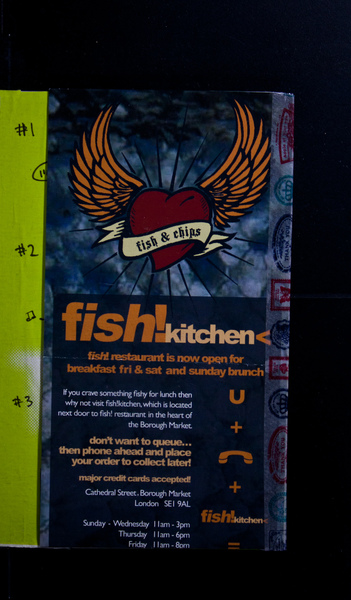 #1
#2
#3
fish & chips
fish!kitchen<
fish! restaurant is now open for
breakfast fri & sat and sunday brunch
If you crave something fishy for lunch then
why not visit fish!kitchen, which is located
next door to fish! restaurant in the heart of
the Borough Market.
don't want to queue...
then phone ahead and place
your order to collect later!
major credit cards accepted!
Cathedral Street . Borough Market
London SE1 9AL
Sunday - Wednesday 11am - 3pm
Thursday 11am - 6pm
Friday 11am - 8pm
U
+
+
fish!kitchen<
=